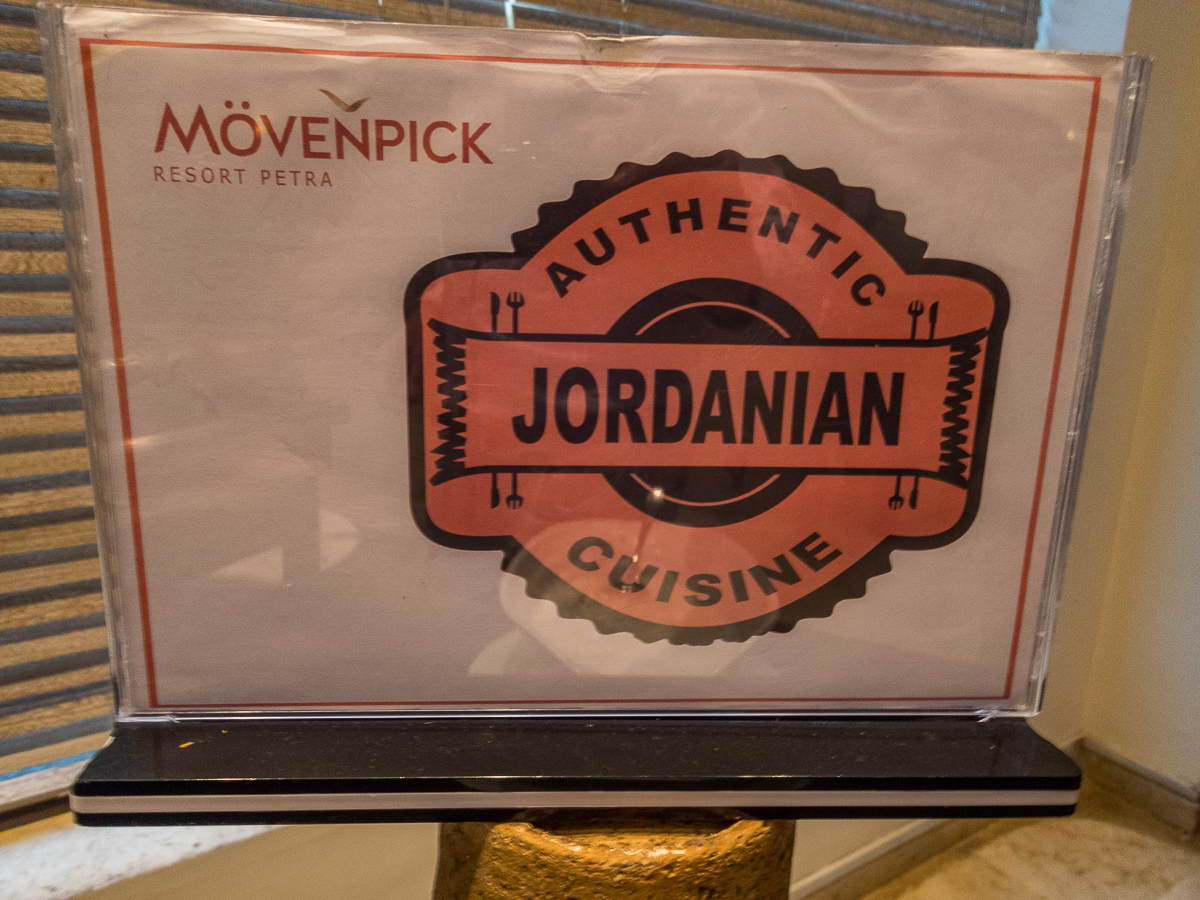 MÖVENPICK
RESORT PETRA
AUTHENTIC
JORDANIAN
CUISINE